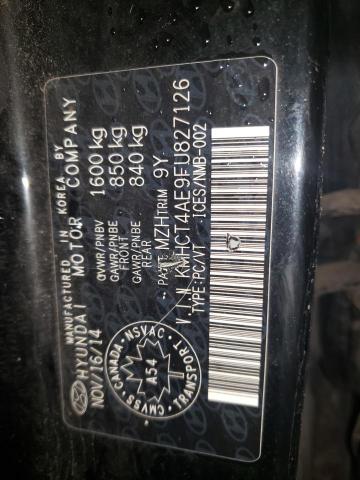 MANUFACTURED IN KOREA BY
HYUNDAI MOTOR COMPANY
NOV/16/14
GVWR/PNBV 1600 kg
GAWR/PNBE FRONT 850 kg
GAWR/PNBE REAR 840 kg
PAINT MZH TRIM 9Y
V.I.N. KMHCT4AE9FU827126
TYPE:PC/VT ICES/NMB-002
CANADA NSVAC TRANSPORT CMVSS
A54